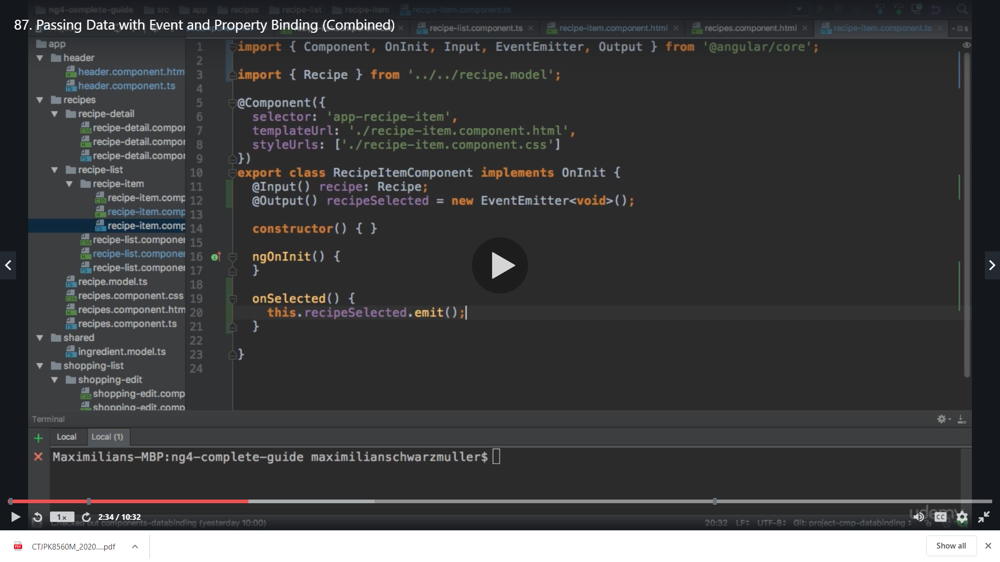 ng4-complete-guide src app recipes recipe-list recipe-item recipe-item.component.ts
87. Passing Data with Event and Property Binding (Combined)
recipe-list.component.ts recipe-item.component.html recipes.component.html recipe-item.component.ts 5
app
header
header.component.htm
header.component.ts
recipes
recipe-detail
recipe-detail.compor
recipe-detail.compor
recipe-detail.compor
recipe-list
recipe-item
recipe-item.comp
recipe-item.comp
recipe-item.comp
recipe-list.componer
recipe-list.componer
recipe-list.componer
recipe.model.ts
recipes.component.css
recipes.component.htm
recipes.component.ts
shared
ingredient.model.ts
shopping-list
shopping-edit
shopping-edit.comp
shopping-edit.comp
1 import { Component, OnInit, Input, EventEmitter, Output } from '@angular/core';
2
3 import { Recipe } from '../../recipe.model';
4
5 @Component({
6 selector: 'app-recipe-item',
7 templateUrl: './recipe-item.component.html',
8 styleUrls: ['./recipe-item.component.css']
9 })
10 export class RecipeItemComponent implements OnInit {
11 @Input() recipe: Recipe;
12 @Output() recipeSelected = new EventEmitter<void>();
13
14 constructor() { }
15
16 ngOnInit() {
17 }
18
19 onSelected() {
20 this.recipeSelected.emit();
21 }
22
23 }
24
Terminal
Local Local (1)
Maximilians-MBP:ng4-complete-guide maximilianschwarzmuller$
udemy
1x 2:34 / 10:32 CC
Checked out components-databinding (yesterday 10:00) 20:32 LF UTF-8 Git: project-cmp-databinding
CTJPK8560M_2020....pdf Show all